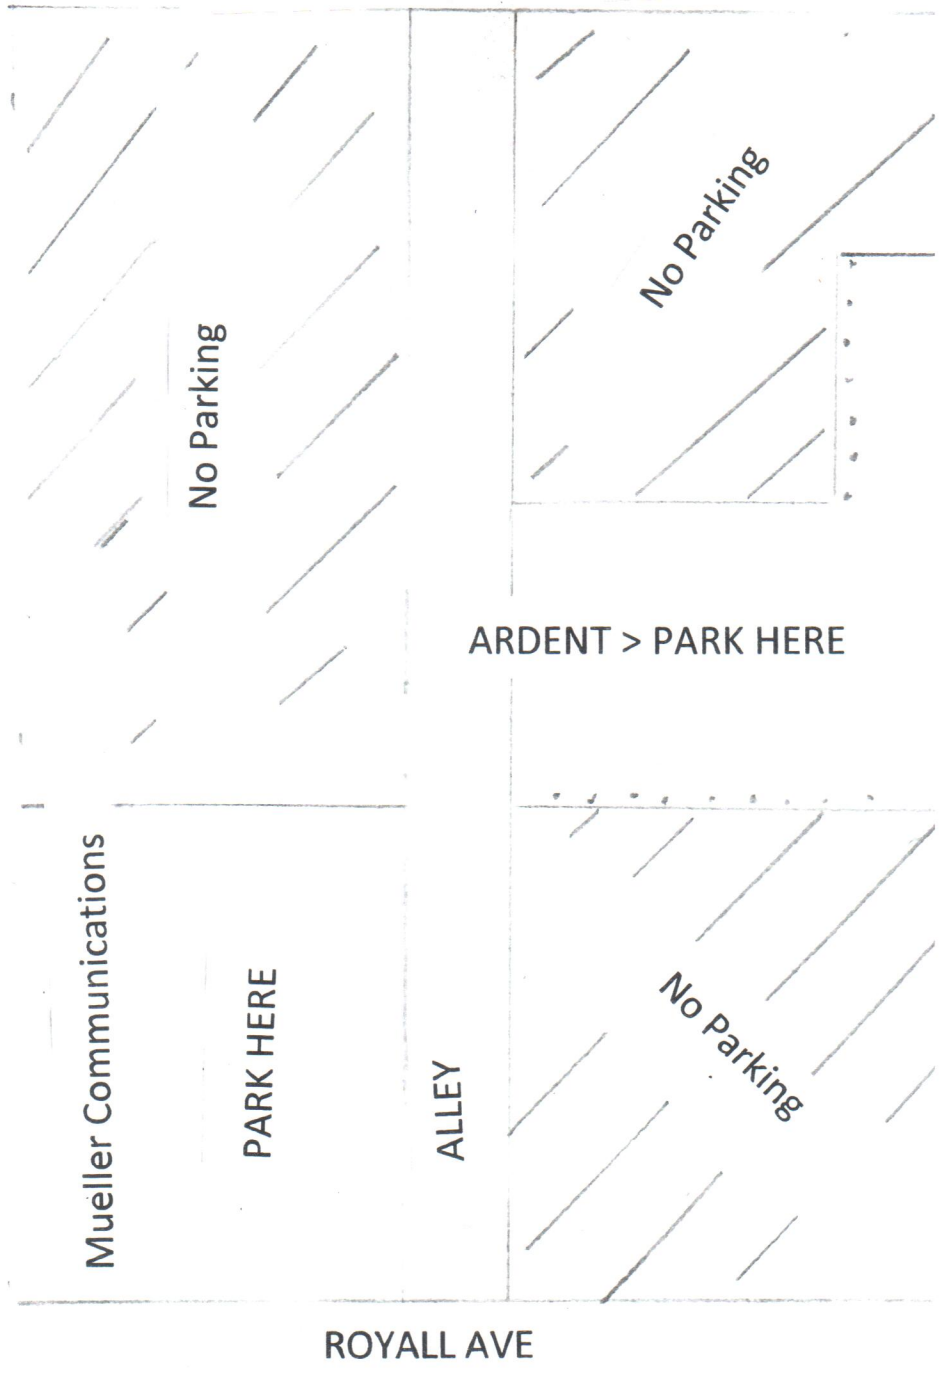 No Parking
No Parking
ARDENT > PARK HERE
Mueller Communications
PARK HERE
ALLEY
No Parking
ROYALL AVE